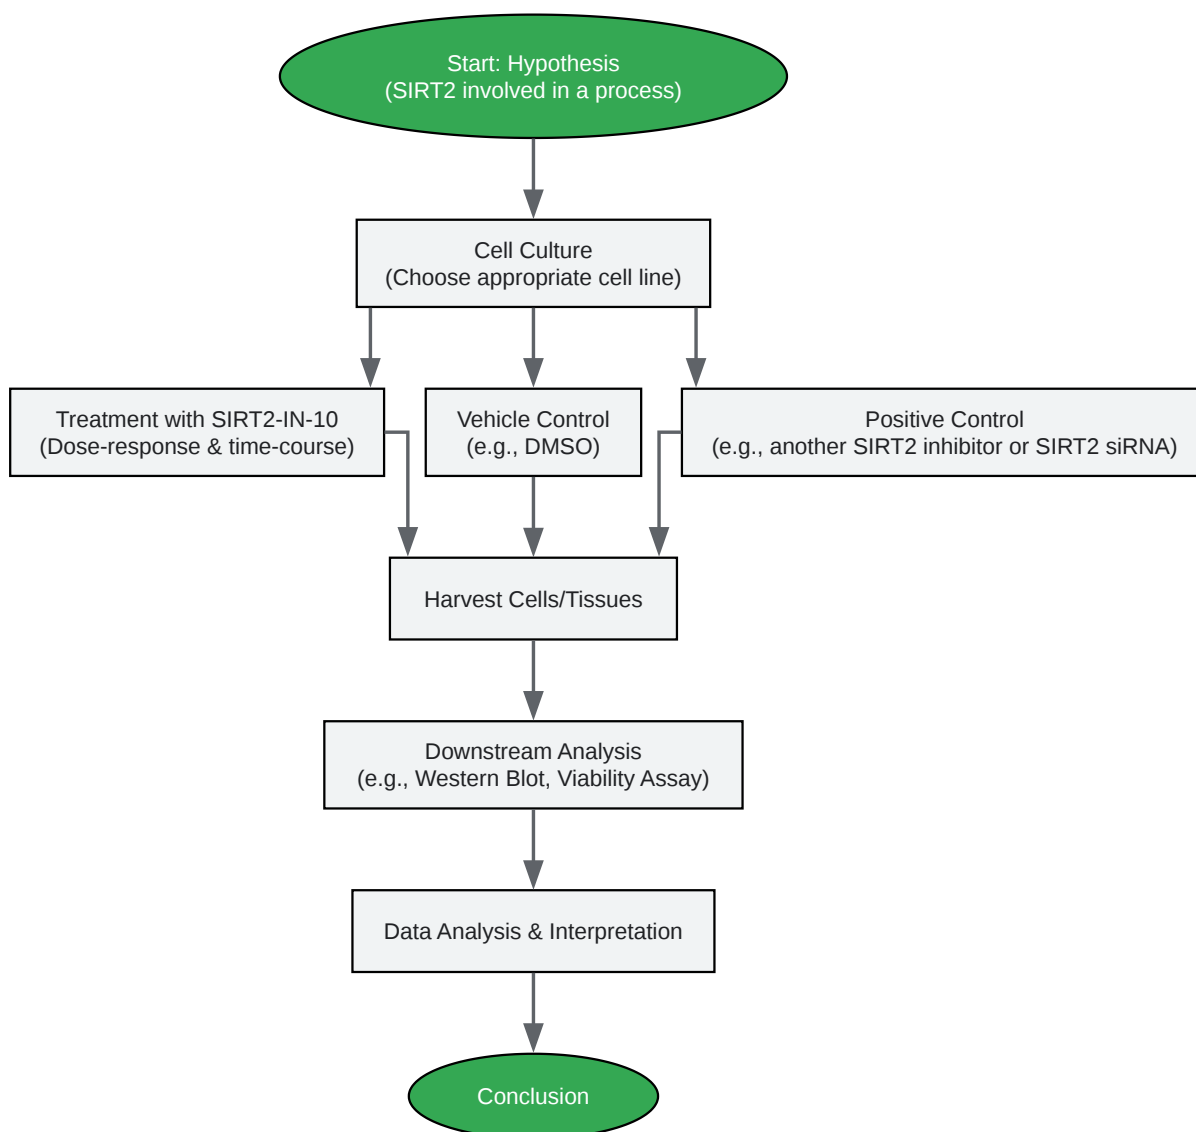 Start: Hypothesis
(SIRT2 involved in a process)
Cell Culture
(Choose appropriate cell line)
Treatment with SIRT2-IN-10
(Dose-response & time-course)
Vehicle Control
(e.g., DMSO)
Positive Control
(e.g., another SIRT2 inhibitor or SIRT2 siRNA)
Harvest Cells/Tissues
Downstream Analysis
(e.g., Western Blot, Viability Assay)
Data Analysis & Interpretation
Conclusion